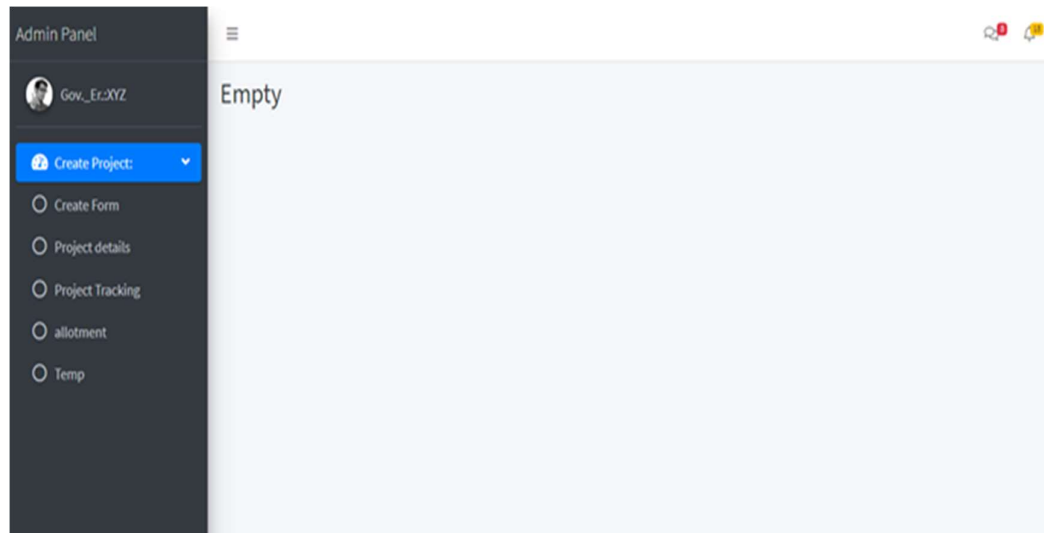 Admin Panel
Gov._Er.:XYZ
Empty
Create Project:
Create Form
Project details
Project Tracking
allotment
Temp